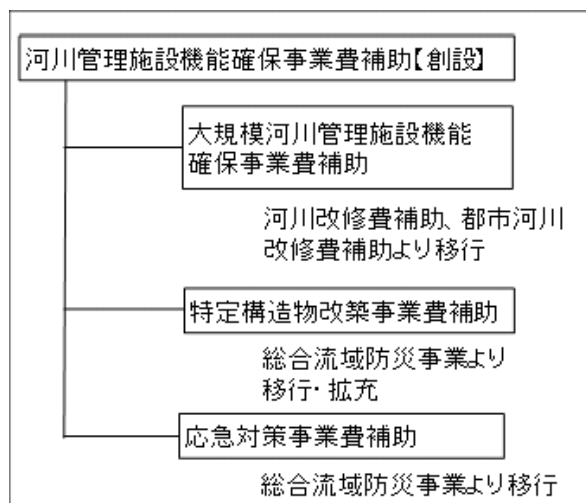 河川管理施設機能確保事業費補助【創設】
大規模河川管理施設機能
確保事業費補助
河川改修費補助、都市河川
改修費補助より移行
特定構造物改築事業費補助
総合流域防災事業より
移行・拡充
応急対策事業費補助
総合流域防災事業より移行